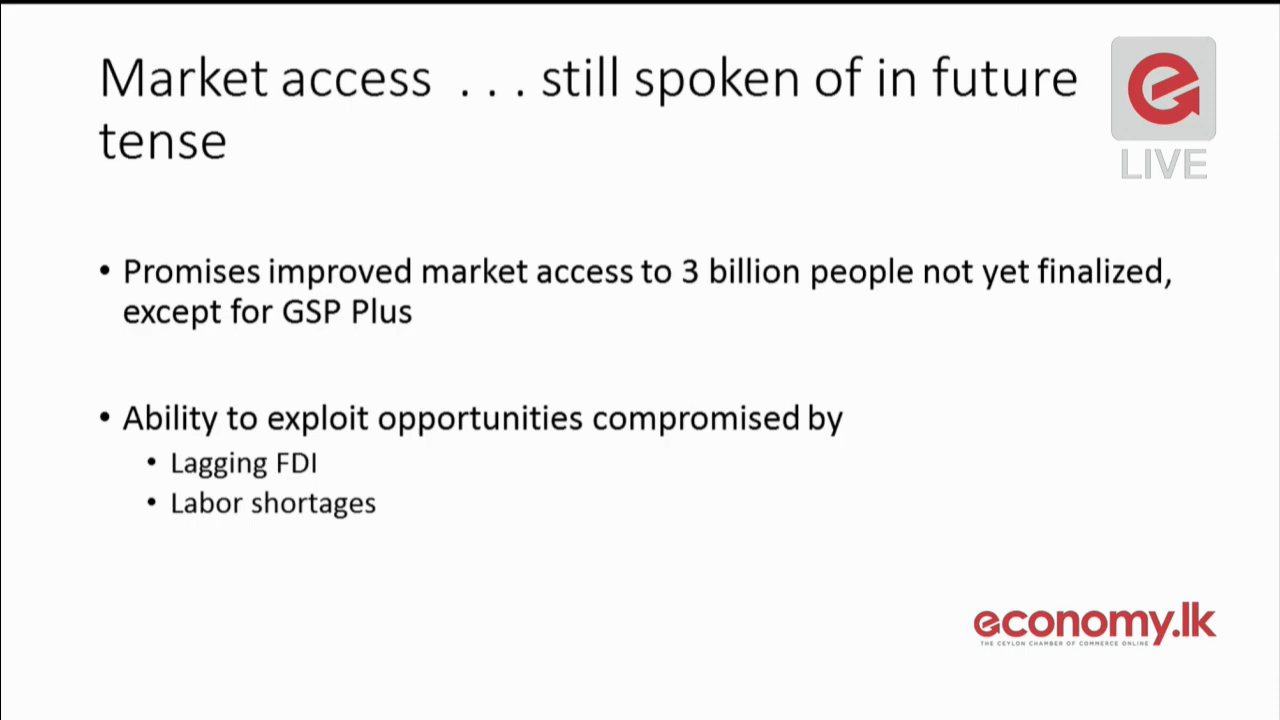 Market access . . . still spoken of in future
tense
LIVE
• Promises improved market access to 3 billion people not yet finalized,
except for GSP Plus
• Ability to exploit opportunities compromised by
• Lagging FDI
• Labor shortages
economy.lk
THE CEYLON CHAMBER OF COMMERCE ONLINE